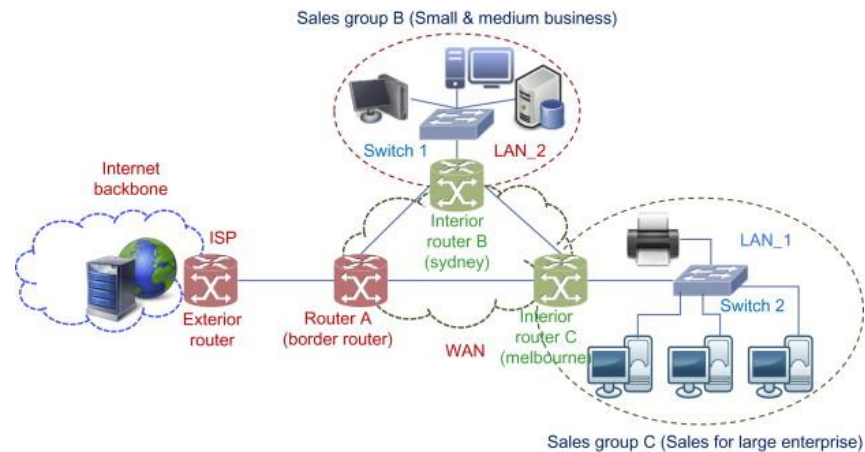 Sales group B (Small & medium business)
Switch 1
LAN_2
Internet
backbone
ISP
Interior
router B
(sydney)
LAN_1
Exterior
router
Router A
(border router)
WAN
Interior
router C
(melbourne)
Switch 2
Sales group C (Sales for large enterprise)